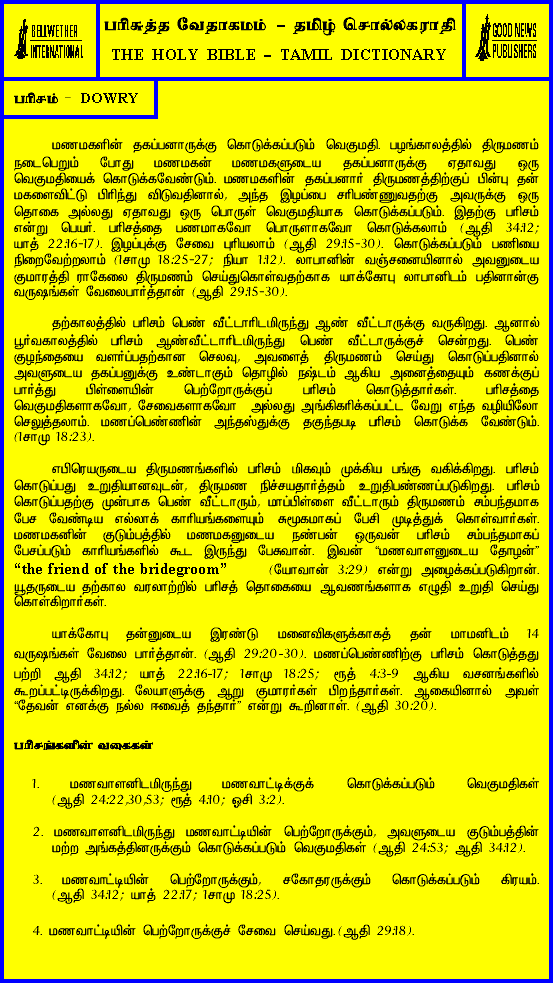 BELLWETHER
INTERNATIONAL
பரிசுத்த வேதாகமம் - தமிழ் சொல்லகராதி
THE HOLY BIBLE - TAMIL DICTIONARY
GOOD NEWS
PUBLISHERS
பரிசம் - DOWRY
மணமகளின் தகப்பனாருக்கு கொடுக்கப்படும் வெகுமதி. பழங்காலத்தில் திருமணம்
நடைபெறும் போது மணமகன் மணமகளுடைய தகப்பனாருக்கு ஏதாவது ஒரு
வெகுமதியைக் கொடுக்கவேண்டும். மணமகளின் தகப்பனார் திருமணத்திற்குப் பின்பு தன்
மகளைவிட்டு பிரிந்து விடுவதினால், அந்த இழப்பை சரிபண்ணுவதற்கு அவருக்கு ஒரு
தொகை அல்லது ஏதாவது ஒரு பொருள் வெகுமதியாக கொடுக்கப்படும். இதற்கு பரிசம்
என்று பெயர். பரிசத்தை பணமாகவோ பொருளாகவோ கொடுக்கலாம் (ஆதி 34:12;
யாத் 22:16-17). இழப்புக்கு சேவை புரியலாம் (ஆதி 29:15-30). கொடுக்கப்படும் பணியை
நிறைவேற்றலாம் (1சாமு 18:25-27; நியா 1:12). லாபானின் வஞ்சனையினால் அவனுடைய
குமாரத்தி ராகேலை திருமணம் செய்துகொள்வதற்காக யாக்கோபு லாபானிடம் பதினான்கு
வருஷங்கள் வேலைபார்த்தான் (ஆதி 29:15-30).
தற்காலத்தில் பரிசம் பெண் வீட்டாரிடமிருந்து ஆண் வீட்டாருக்கு வருகிறது. ஆனால்
பூர்வகாலத்தில் பரிசம் ஆண்வீட்டாரிடமிருந்து பெண் வீட்டாருக்குச் சென்றது. பெண்
குழந்தையை வளர்ப்பதற்கான செலவு, அவளைத் திருமணம் செய்து கொடுப்பதினால்
அவளுடைய தகப்பனுக்கு உண்டாகும் தொழில் நஷ்டம் ஆகிய அனைத்தையும் கணக்குப்
பார்த்து பிள்ளையின் பெற்றோருக்குப் பரிசம் கொடுத்தார்கள். பரிசத்தை
வெகுமதிகளாகவோ, சேவைகளாகவோ அல்லது அங்கிகரிக்கப்பட்ட வேறு எந்த வழியிலோ
செலுத்தலாம். மணப்பெண்ணின் அந்தஸ்துக்கு தகுந்தபடி பரிசம் கொடுக்க வேண்டும்.
(1சாமு 18:23).
எபிரெயருடைய திருமணங்களில் பரிசம் மிகவும் முக்கிய பங்கு வகிக்கிறது. பரிசம்
கொடுப்பது உறுதியானவுடன், திருமண நிச்சயதார்த்தம் உறுதிபண்ணப்படுகிறது. பரிசம்
கொடுப்பதற்கு முன்பாக பெண் வீட்டாரும், மாப்பிள்ளை வீட்டாரும் திருமணம் சம்பந்தமாக
பேச வேண்டிய எல்லாக் காரியங்களையும் சுமூகமாகப் பேசி முடித்துக் கொள்வார்கள்.
மணமகனின் குடும்பத்தில் மணமகனுடைய நண்பன் ஒருவன் பரிசம் சம்பந்தமாகப்
பேசப்படும் காரியங்களில் கூட இருந்து பேசுவான். இவன் "மணவாளனுடைய தோழன்"
"the friend of the bridegroom" (யோவான் 3:29) என்று அழைக்கப்படுகிறான்.
யூதருடைய தற்கால வரலாற்றில் பரிசத் தொகையை ஆவணங்களாக எழுதி உறுதி செய்து
கொள்கிறார்கள்.
யாக்கோபு தன்னுடைய இரண்டு மனைவிகளுக்காகத் தன் மாமனிடம் 14
வருஷங்கள் வேலை பார்த்தான். (ஆதி 29:20-30). மணப்பெண்ணிற்கு பரிசம் கொடுத்தது
பற்றி ஆதி 34:12; யாத் 22:16-17; 1சாமு 18:25; ரூத் 4:3-9 ஆகிய வசனங்களில்
கூறப்பட்டிருக்கிறது. லேயாளுக்கு ஆறு குமாரர்கள் பிறந்தார்கள். ஆகையினால் அவள்
"தேவன் எனக்கு நல்ல ஈவைத் தந்தார்" என்று கூறினாள். (ஆதி 30:20).
பரிசங்களின் வகைகள்
1. மணவாளனிடமிருந்து மணவாட்டிக்குக் கொடுக்கப்படும் வெகுமதிகள்
(ஆதி 24:22,30,53; ரூத் 4:10; ஓசி 3:2).
2. மணவாளனிடமிருந்து மணவாட்டியின் பெற்றோருக்கும், அவளுடைய குடும்பத்தின்
மற்ற அங்கத்தினருக்கும் கொடுக்கப்படும் வெகுமதிகள் (ஆதி 24:53; ஆதி 34:12).
3. மணவாட்டியின் பெற்றோருக்கும், சகோதரருக்கும் கொடுக்கப்படும் கிரயம்.
(ஆதி 34:12; யாத் 22:17; 1சாமு 18:25).
4. மணவாட்டியின் பெற்றோருக்குச் சேவை செய்வது.(ஆதி 29:18).